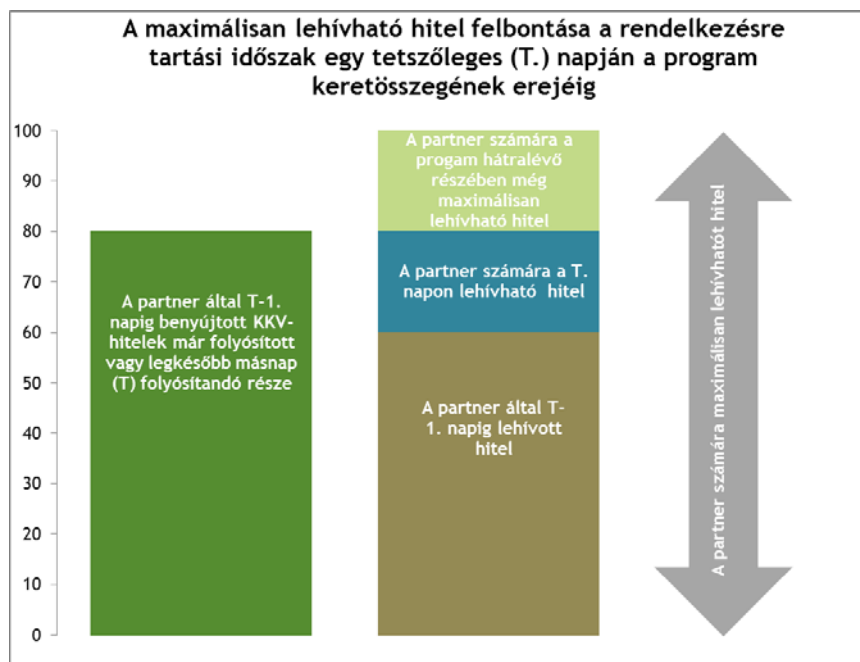 A maximálisan lehívható hitel felbontása a rendelkezésre
tartási időszak egy tetszőleges (T.) napján a program
keretösszegének erejéig
100
90
80
70
60
50
40
30
20
10
0
A partner által T-1.
napig benyújtott KKV-
hitelek már folyósított
vagy legkésőbb másnap
(T) folyósítandó része
A partner számára a
progam hátralévő
részében még
maximálisan
lehívható hitel
A partner számára a T.
napon lehívható hitel
A partner által T-
1. napig lehívott
hitel
A partner számára maximálisan lehívhatót hitel